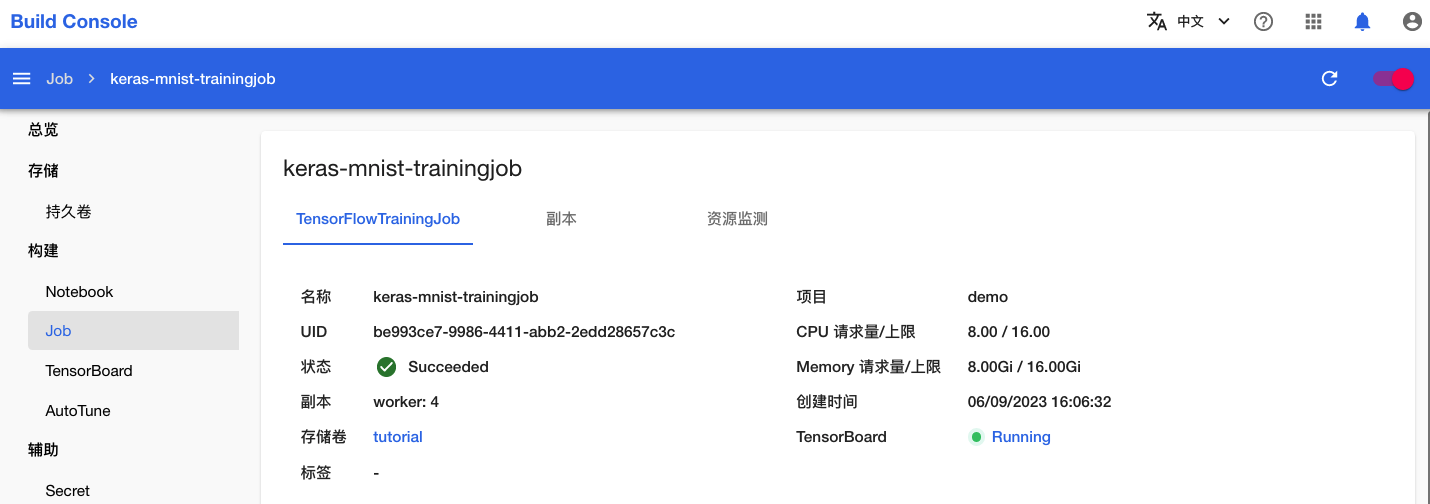 Build Console
中文
Job
keras-mnist-trainingjob
总览
存储
持久卷
构建
Notebook
Job
TensorBoard
AutoTune
辅助
Secret
keras-mnist-trainingjob
TensorFlowTrainingJob 副本 资源监测
名称 keras-mnist-trainingjob
UID be993ce7-9986-4411-abb2-2edd28657c3c
状态 Succeeded
副本 worker: 4
存储卷 tutorial
标签 -
项目 demo
CPU 请求量/上限 8.00 / 16.00
Memory 请求量/上限 8.00Gi / 16.00Gi
创建时间 06/09/2023 16:06:32
TensorBoard Running